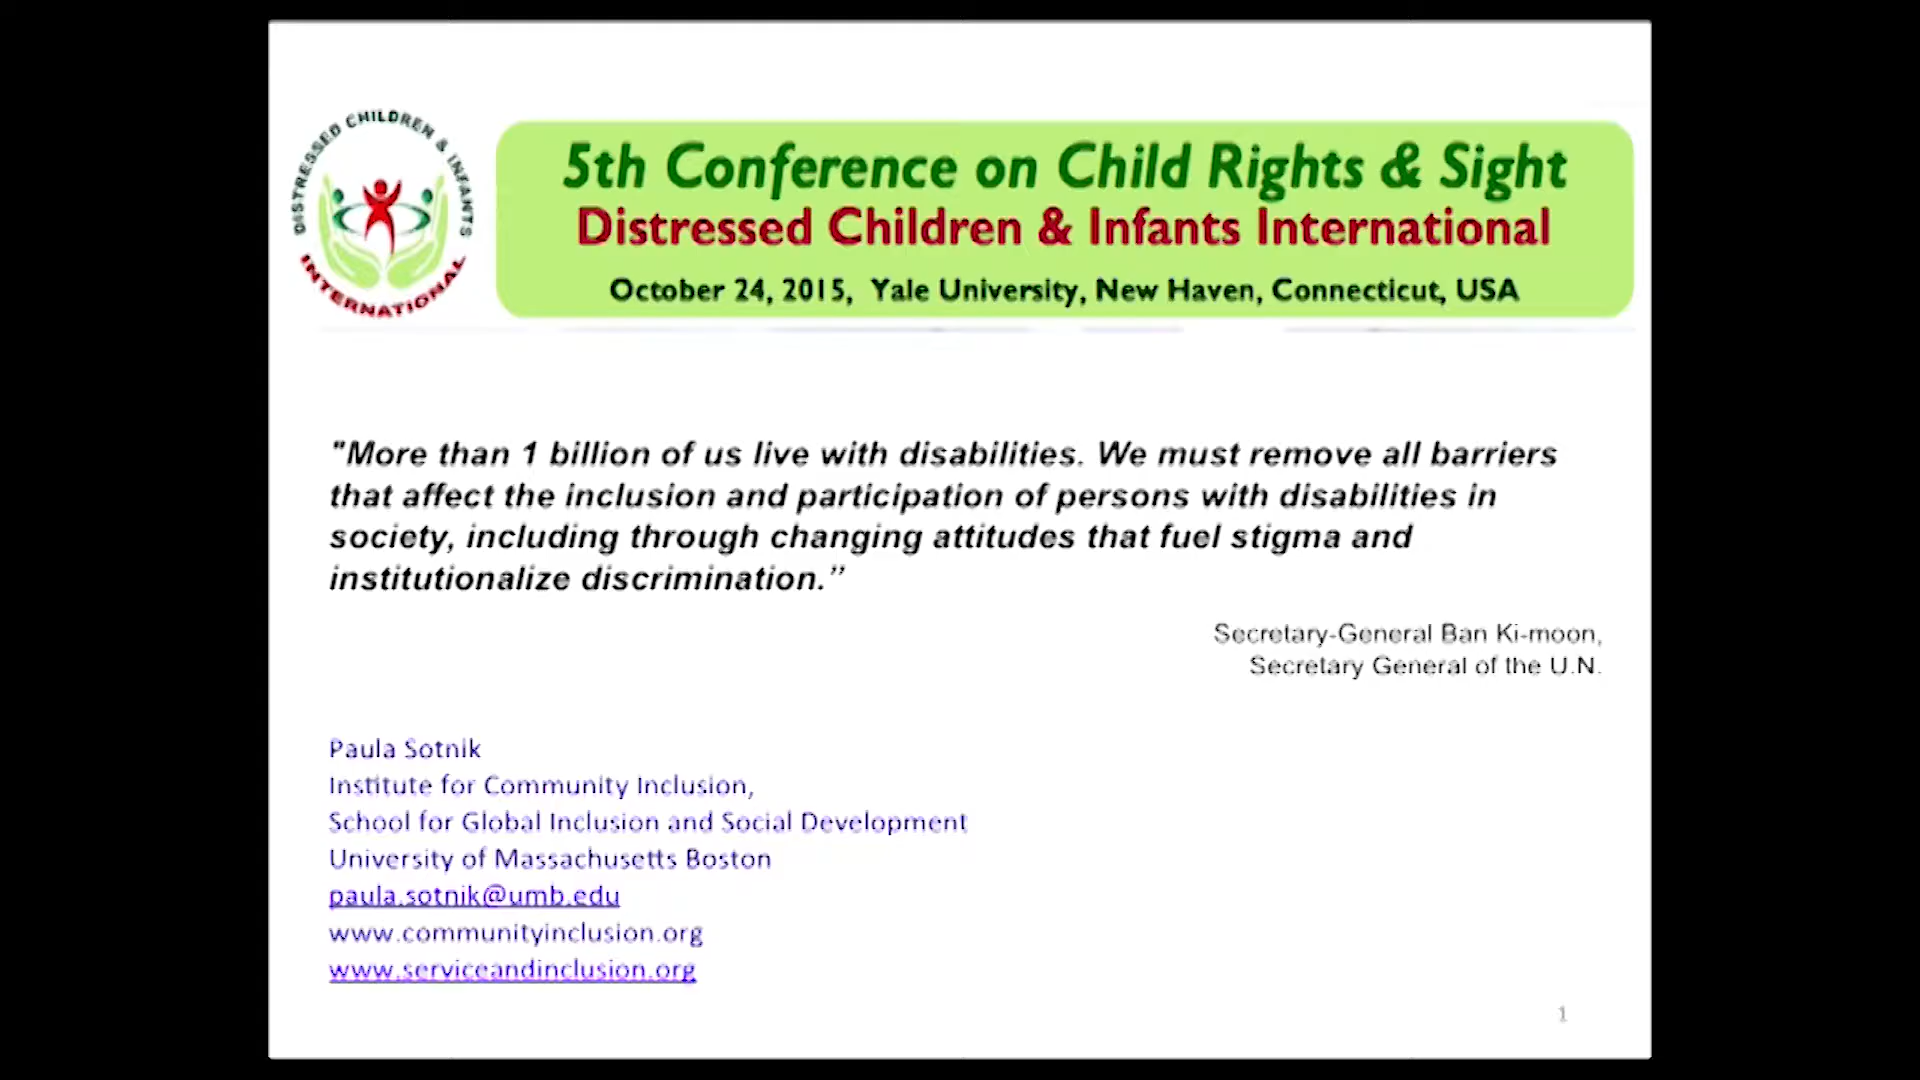 DISTRESSED CHILDREN & INFANTS
INTERNATIONAL
5th Conference on Child Rights & Sight
Distressed Children & Infants International
October 24, 2015, Yale University, New Haven, Connecticut, USA
"More than 1 billion of us live with disabilities. We must remove all barriers
that affect the inclusion and participation of persons with disabilities in
society, including through changing attitudes that fuel stigma and
institutionalize discrimination.”
Secretary-General Ban Ki-moon,
Secretary General of the U.N.
Paula Sotnik
Institute for Community Inclusion,
School for Global Inclusion and Social Development
University of Massachusetts Boston
paula.sotnik@umb.edu
www.communityinclusion.org
www.serviceandinclusion.org
1